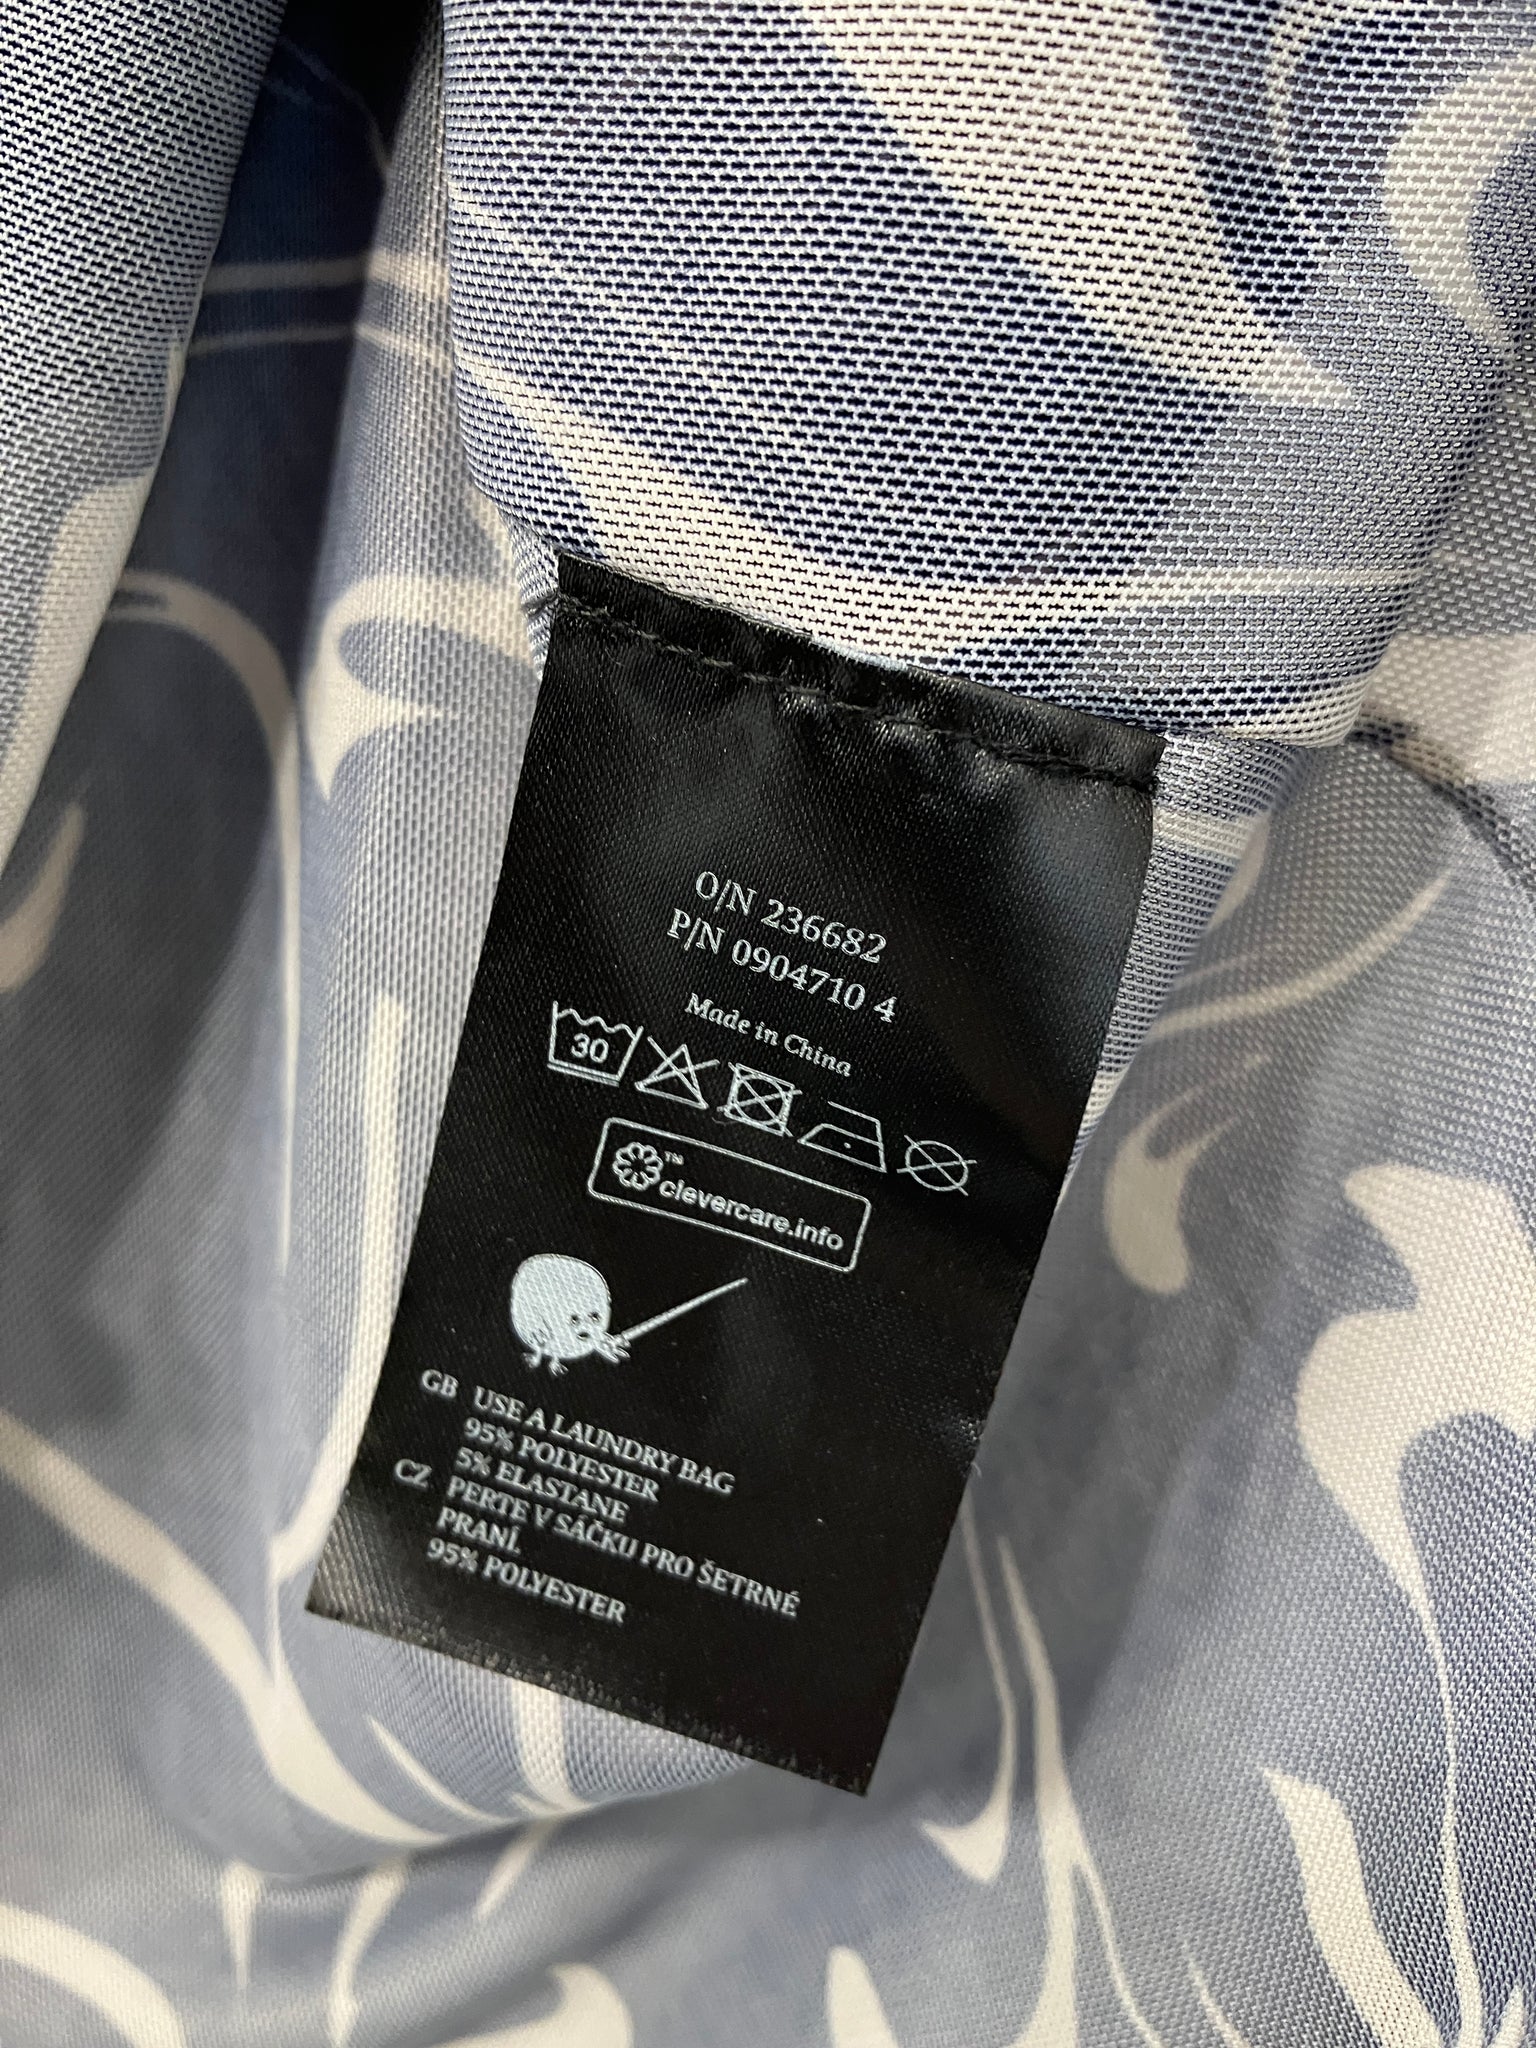 O/N 236682
P/N 0904710 4
Made in China
30
™
clevercare.info
GB USE A LAUNDRY BAG
95% POLYESTER
5% ELASTANE
CZ PERTE V SÁČKU PRO ŠETRNÉ
PRANÍ.
95% POLYESTER